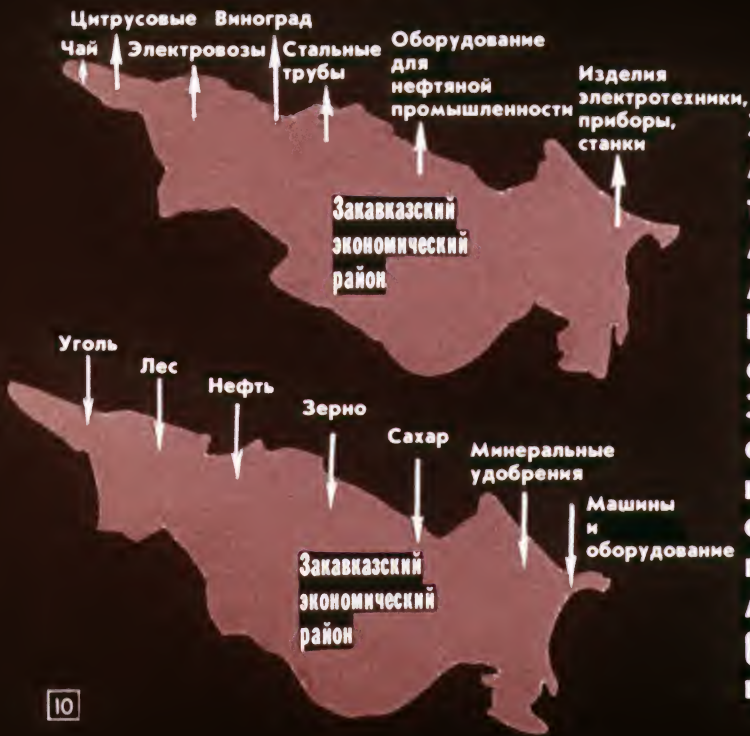 Цитрусовые Виноград
Чай Электровозы Стальные
трубы
Оборудование
для
нефтяной
промышленности
Изделия
электротехники,
приборы,
станки
Закавказский
экономический
район
Уголь
Лес
Нефть
Зерно
Сахар
Минеральные
удобрения
Машины
и
оборудование
Закавказский
экономический
район
10